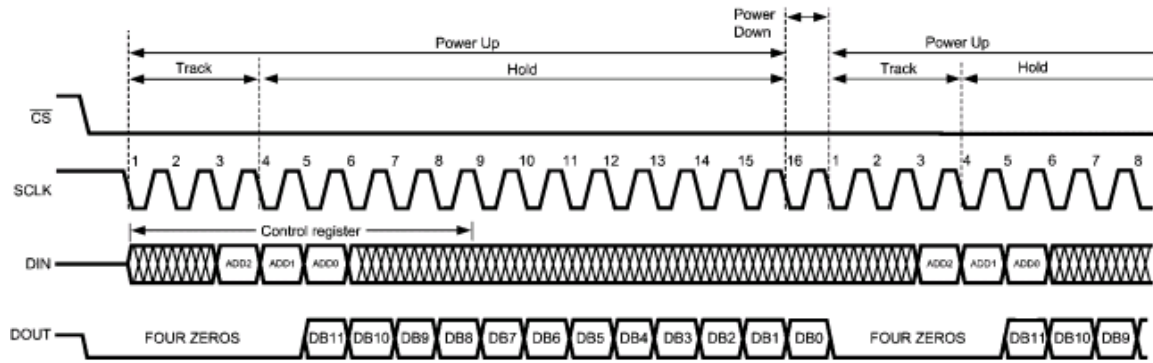 Power Down
Power Up
Power Up
Track
Hold
Track
Hold
CS
1 2 3 4 5 6 7 8 9 10 11 12 13 14 15 16 1 2 3 4 5 6 7 8
SCLK
Control register
DIN ADD2 ADD1 ADD0 ADD2 ADD1 ADD0
DOUT FOUR ZEROS DB11 DB10 DB9 DB8 DB7 DB6 DB5 DB4 DB3 DB2 DB1 DB0 FOUR ZEROS DB11 DB10 DB9